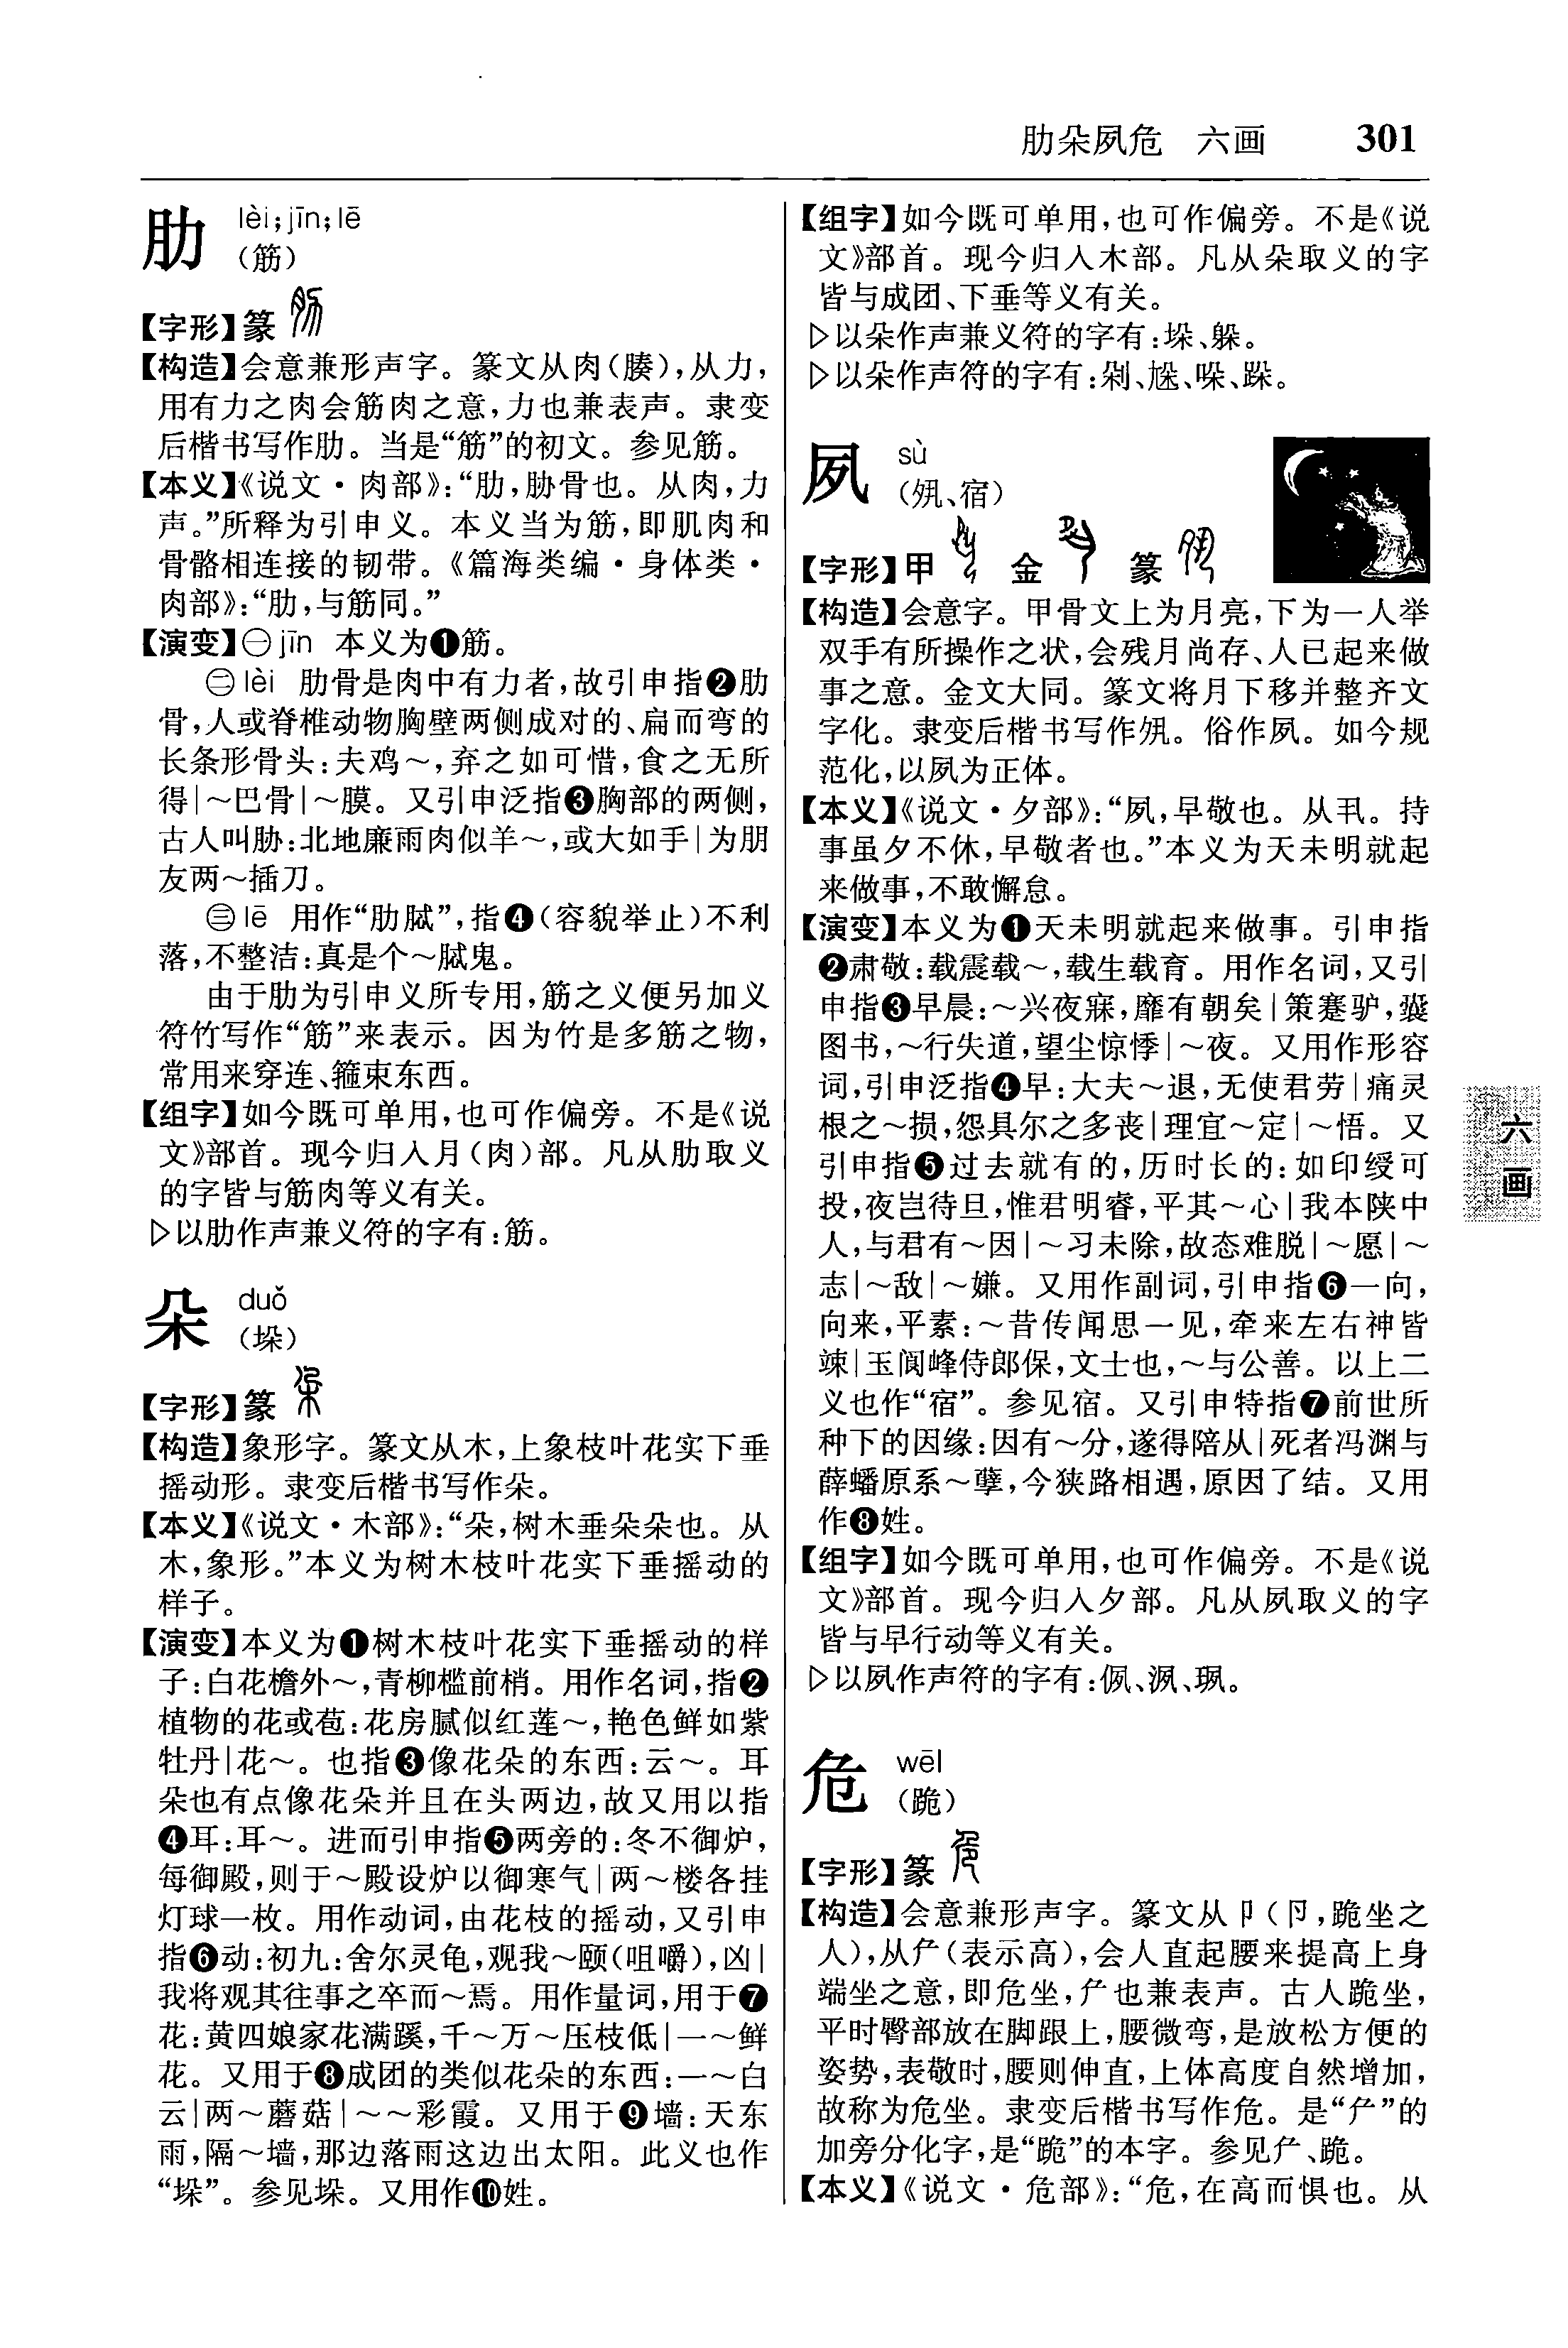 肋朵夙危　六画　301
肋 lèi;jīn;lē
（筋）
【字形】篆
【构造】会意兼形声字。篆文从肉（腠），从力，
用有力之肉会筋肉之意，力也兼表声。隶变
后楷书写作肋。当是“筋”的初文。参见筋。
【本义】《说文·肉部》：“肋，胁骨也。从肉，力
声。”所释为引申义。本义当为筋，即肌肉和
骨骼相连接的韧带。《篇海类编·身体类·
肉部》：“肋，与筋同。”
【演变】㊀jīn 本义为❶筋。
㊁lèi 肋骨是肉中有力者，故引申指❷肋
骨，人或脊椎动物胸壁两侧成对的、扁而弯的
长条形骨头：夫鸡～，弃之如可惜，食之无所
得|～巴骨|～膜。又引申泛指❸胸部的两侧，
古人叫胁：北地廉雨肉似羊～，或大如手|为朋
友两～插刀。
㊂lē 用作“肋脦”，指❹（容貌举止）不利
落，不整洁：真是个～脦鬼。
由于肋为引申义所专用，筋之义便另加义
符竹写作“筋”来表示。因为竹是多筋之物，
常用来穿连、箍束东西。
【组字】如今既可单用，也可作偏旁。不是《说
文》部首。现今归入月（肉）部。凡从肋取义
的字皆与筋肉等义有关。
▷以肋作声兼义符的字有：筋。
朵 duǒ
（垛）
【字形】篆
【构造】象形字。篆文从木，上象枝叶花实下垂
摇动形。隶变后楷书写作朵。
【本义】《说文·木部》：“朵，树木垂朵朵也。从
木，象形。”本义为树木枝叶花实下垂摇动的
样子。
【演变】本义为❶树木枝叶花实下垂摇动的样
子：白花檐外～，青柳槛前梢。用作名词，指❷
植物的花或苞：花房腻似红莲～，艳色鲜如紫
牡丹|花～。也指❸像花朵的东西：云～。耳
朵也有点像花朵并且在头两边，故又用以指
❹耳：耳～。进而引申指❺两旁的：冬不御炉，
每御殿，则于～殿设炉以御寒气|两～楼各挂
灯球一枚。用作动词，由花枝的摇动，又引申
指❻动：初九：舍尔灵龟，观我～颐（咀嚼），凶|
我将观其往事之卒而～焉。用作量词，用于❼
花：黄四娘家花满蹊，千～万～压枝低|一～鲜
花。又用于❽成团的类似花朵的东西：一～白
云|两～蘑菇|～～彩霞。又用于❾墙：天东
雨，隔～墙，那边落雨这边出太阳。此义也作
“垛”。参见垛。又用作❿姓。
【组字】如今既可单用，也可作偏旁。不是《说
文》部首。现今归入木部。凡从朵取义的字
皆与成团、下垂等义有关。
▷以朵作声兼义符的字有：垛、躲。
▷以朵作声符的字有：剁、尮、哚、跺。
夙 sù
（夗、宿）
【字形】甲 金 篆
【构造】会意字。甲骨文上为月亮，下为一人举
双手有所操作之状，会残月尚存、人已起来做
事之意。金文大同。篆文将月下移并整齐文
字化。隶变后楷书写作𡖊。俗作夙。如今规
范化，以夙为正体。
【本义】《说文·夕部》：“夙，早敬也。从丮。持
事虽夕不休，早敬者也。”本义为天未明就起
来做事，不敢懈怠。
【演变】本义为❶天未明就起来做事。引申指
❷肃敬：载震载～，载生载育。用作名词，又引
申指❸早晨：～兴夜寐，靡有朝矣|策蹇驴，囊
图书，～行失道，望尘惊悸|～夜。又用作形容
词，引申泛指❹早：大夫～退，无使君劳|痛灵
根之～损，怨具尔之多丧|理宜～定|～悟。又
引申指❺过去就有的，历时长的：如印绶可
投，夜岂待旦，惟君明睿，平其～心|我本陕中
人，与君有～因|～习未除，故态难脱|～愿|～
志|～敌|～嫌。又用作副词，引申指❻一向，
向来，平素：～昔传闻思一见，牵来左右神皆
竦|玉阆峰侍郎保，文士也，～与公善。以上二
义也作“宿”。参见宿。又引申特指❼前世所
种下的因缘：因有～分，遂得陪从|死者冯渊与
薛蟠原系～孽，今狭路相遇，原因了结。又用
作❽姓。
【组字】如今既可单用，也可作偏旁。不是《说
文》部首。现今归入夕部。凡从夙取义的字
皆与早行动等义有关。
▷以夙作声符的字有：㑉、洬、珟。
危 wēi
（跪）
【字形】篆
【构造】会意兼形声字。篆文从卩（㔾，跪坐之
人），从厃（表示高），会人直起腰来提高上身
端坐之意，即危坐，厃也兼表声。古人跪坐，
平时臀部放在脚跟上，腰微弯，是放松方便的
姿势，表敬时，腰则伸直，上体高度自然增加，
故称为危坐。隶变后楷书写作危。是“厃”的
加旁分化字，是“跪”的本字。参见厃、跪。
【本义】《说文·危部》：“危，在高而惧也。从
六画